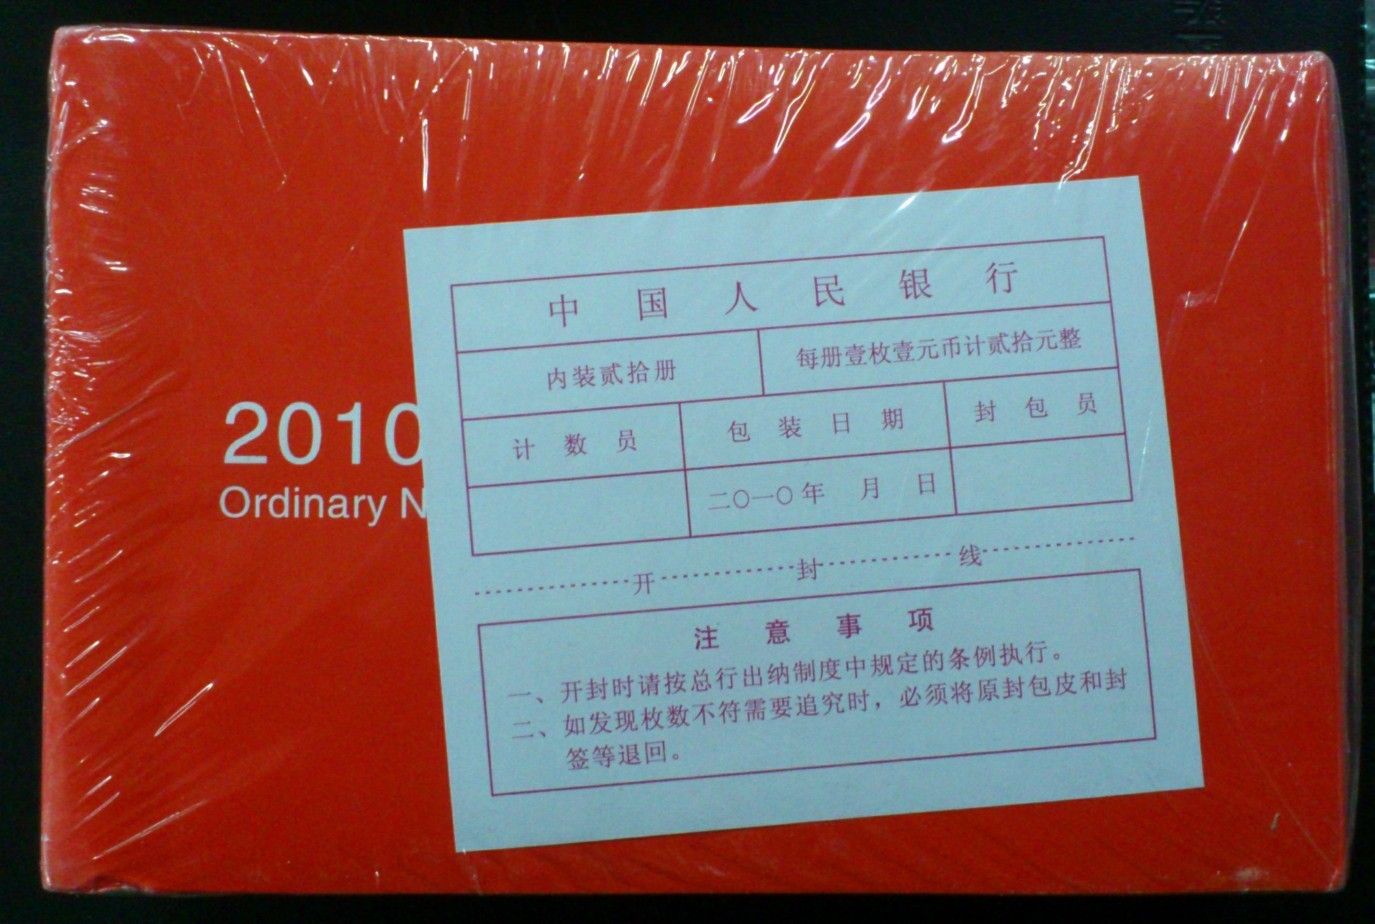 中国人民银行
内装贰拾册 每册壹枚壹元币计贰拾元整
计数员 包装日期 封包员
二〇一〇年 月 日
2010
Ordinary N
开封线
注意事项
一、开封时请按总行出纳制度中规定的条例执行。
二、如发现枚数不符需要追究时，必须将原封包皮和封
签等退回。